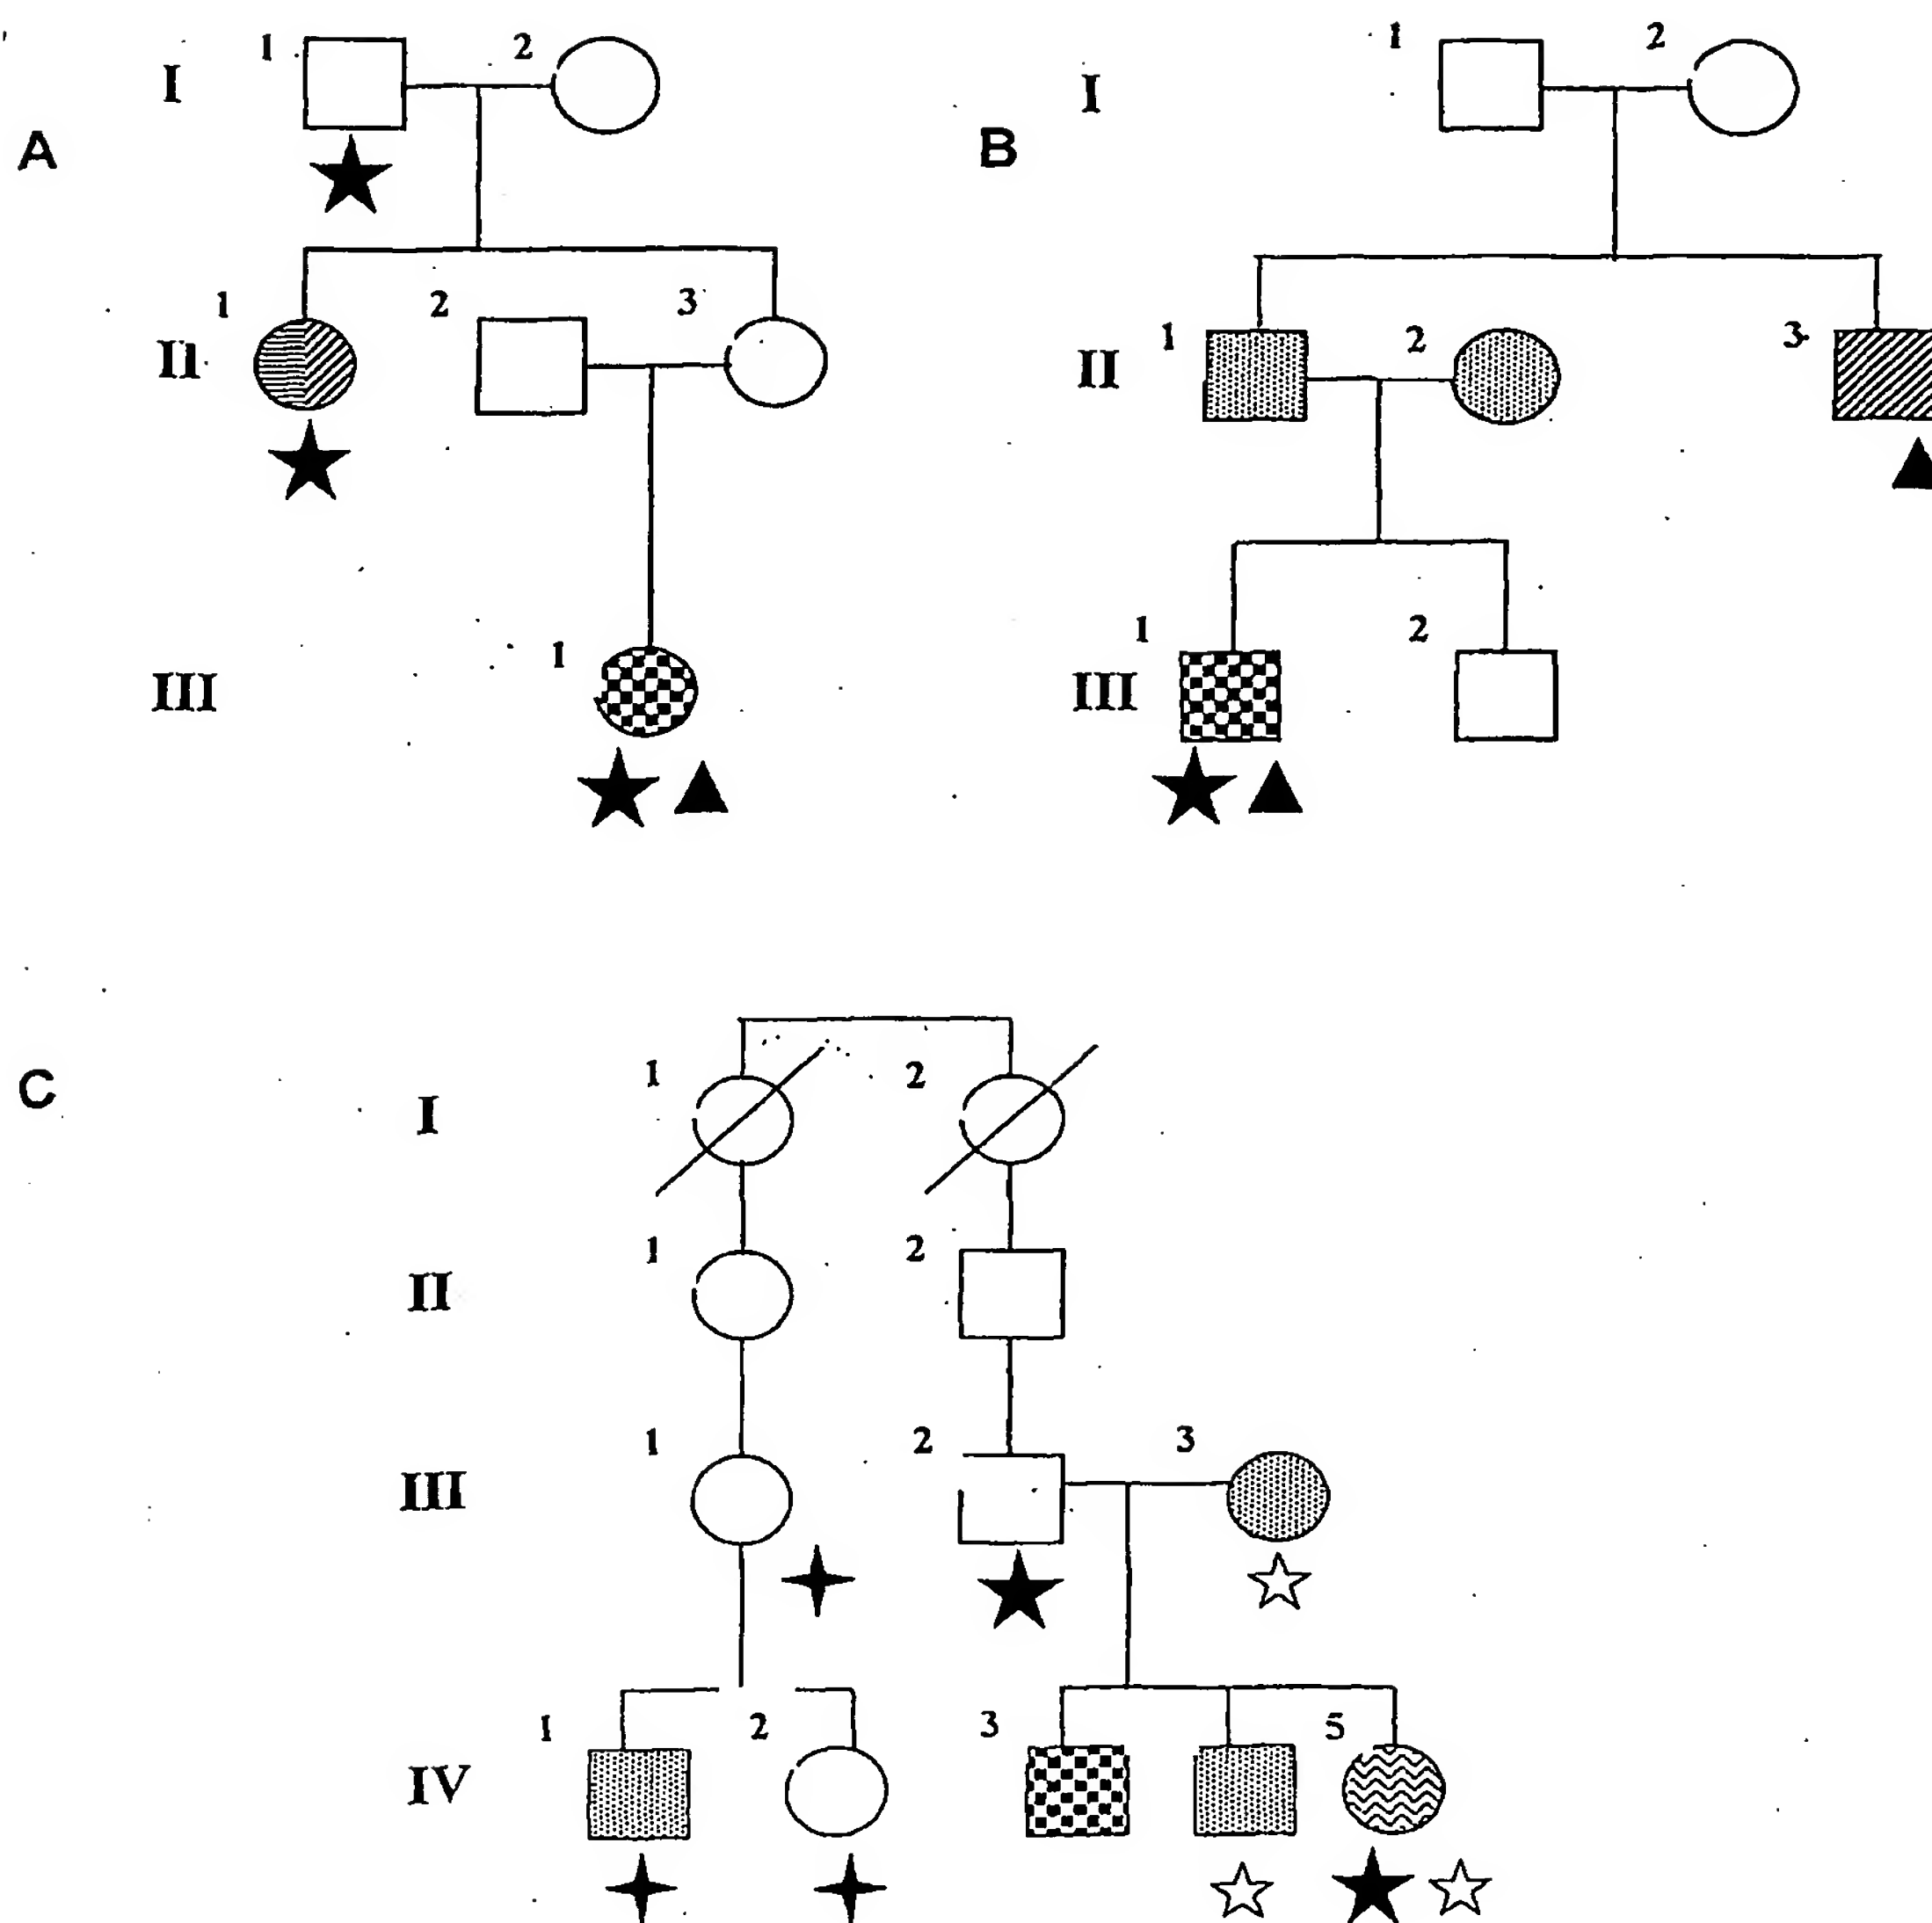 1 2 1 2
I I
A B
1 2 3 1 2 3
II II
1 1 2
III III
C
1 2
I
1 2
II
1 2 3
III
1 2 3 5
IV